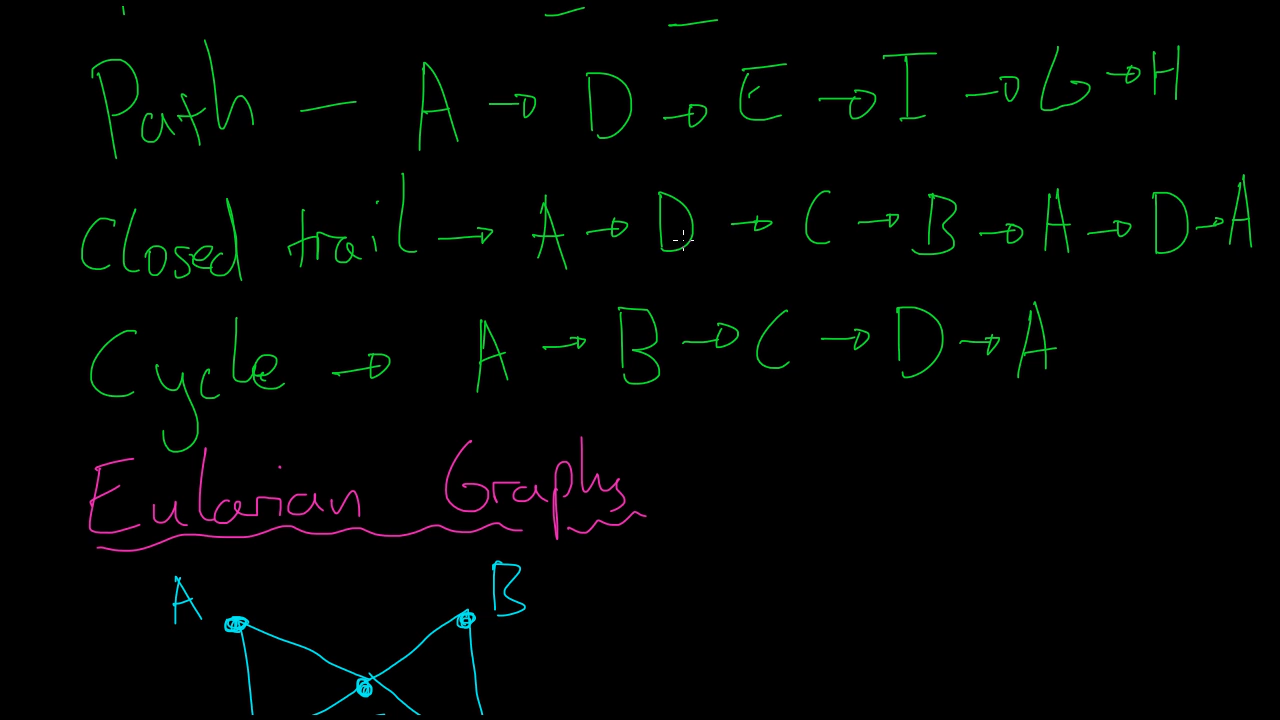 Path — A → D → E → I → G → H
Closed trail → A → D → C → B → A → D → A
Cycle → A → B → C → D → A
Eularian Graphs
A B